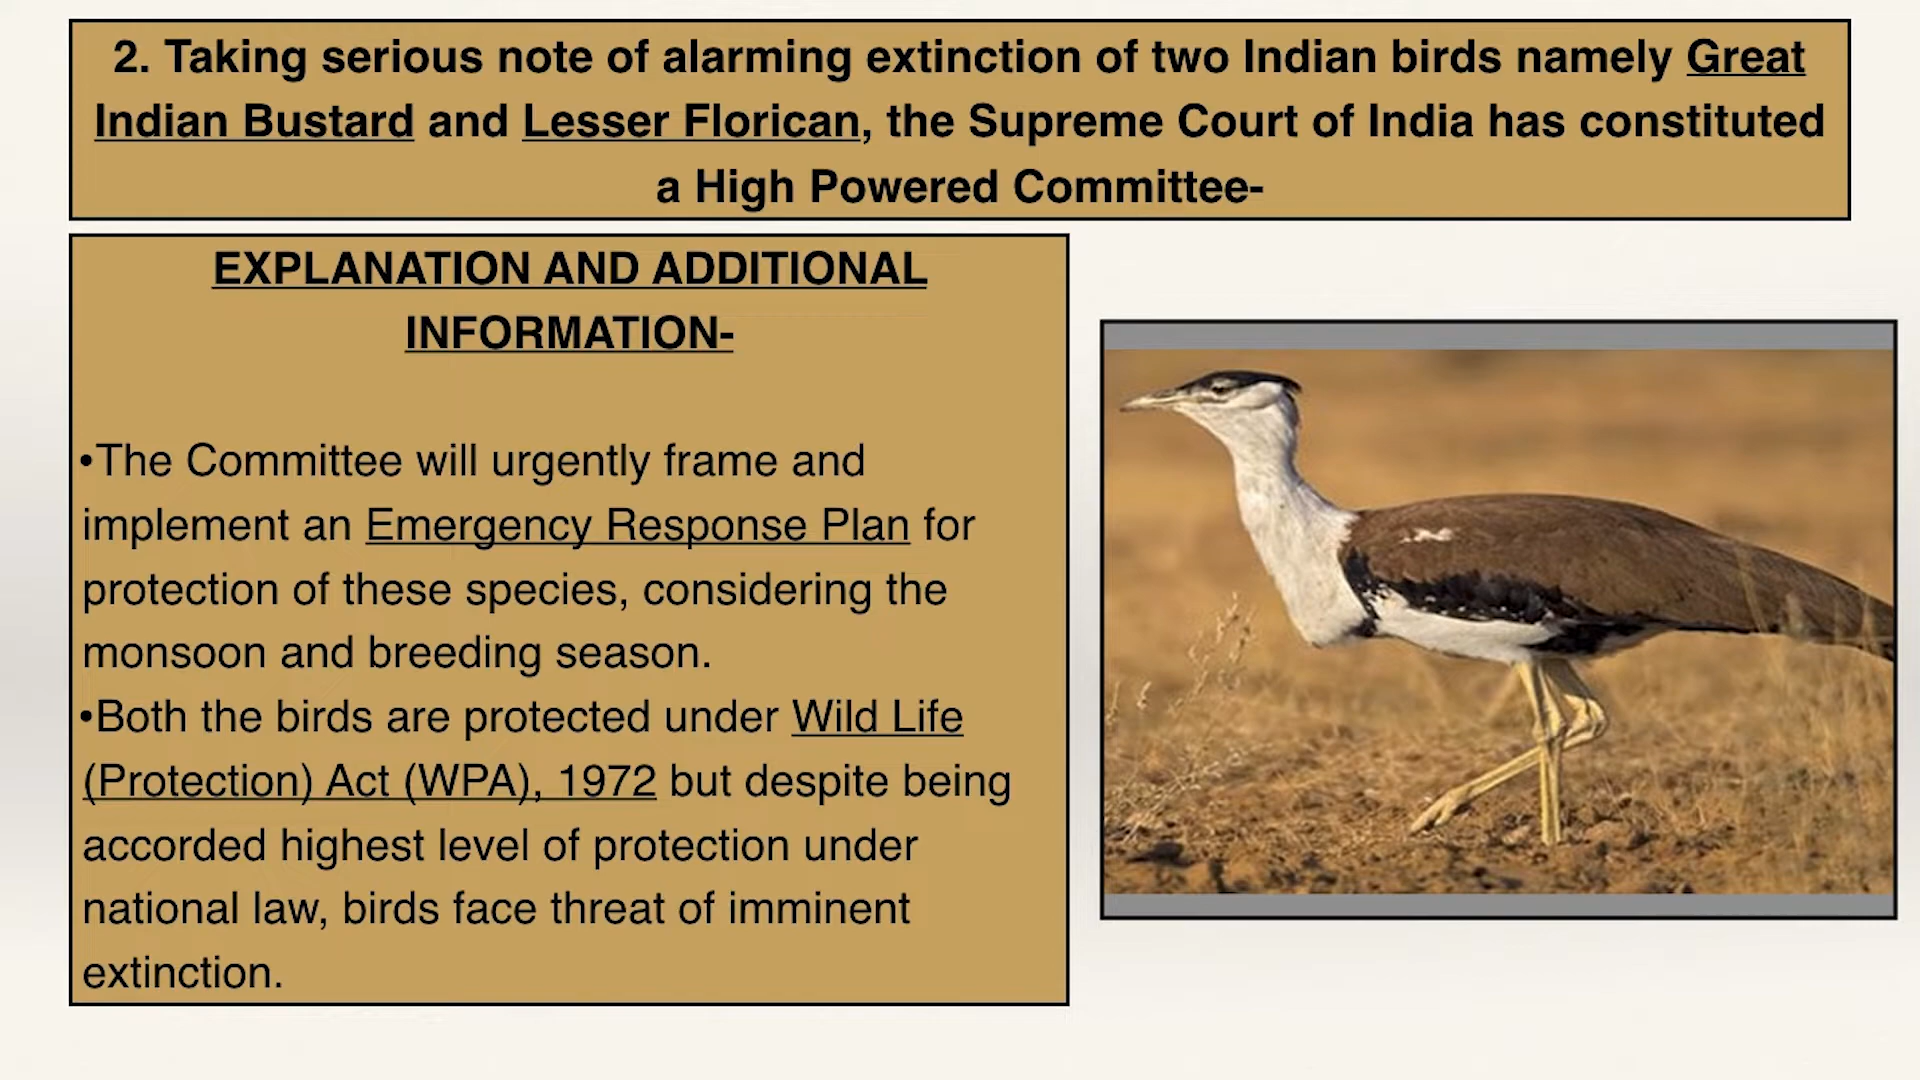 2. Taking serious note of alarming extinction of two Indian birds namely Great
Indian Bustard and Lesser Florican, the Supreme Court of India has constituted
a High Powered Committee-
EXPLANATION AND ADDITIONAL
INFORMATION-
•The Committee will urgently frame and
implement an Emergency Response Plan for
protection of these species, considering the
monsoon and breeding season.
•Both the birds are protected under Wild Life
(Protection) Act (WPA), 1972 but despite being
accorded highest level of protection under
national law, birds face threat of imminent
extinction.